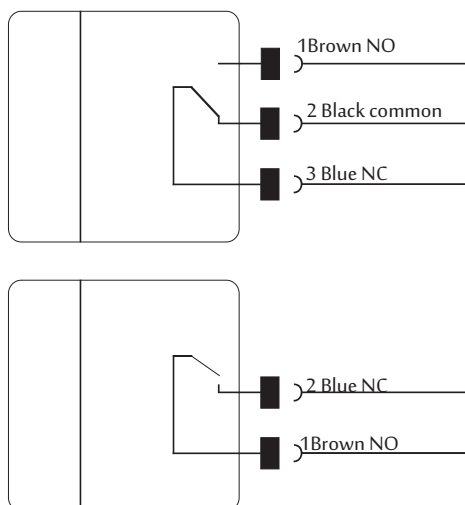 1Brown NO
2 Black common
3 Blue NC
2 Blue NC
1Brown NO